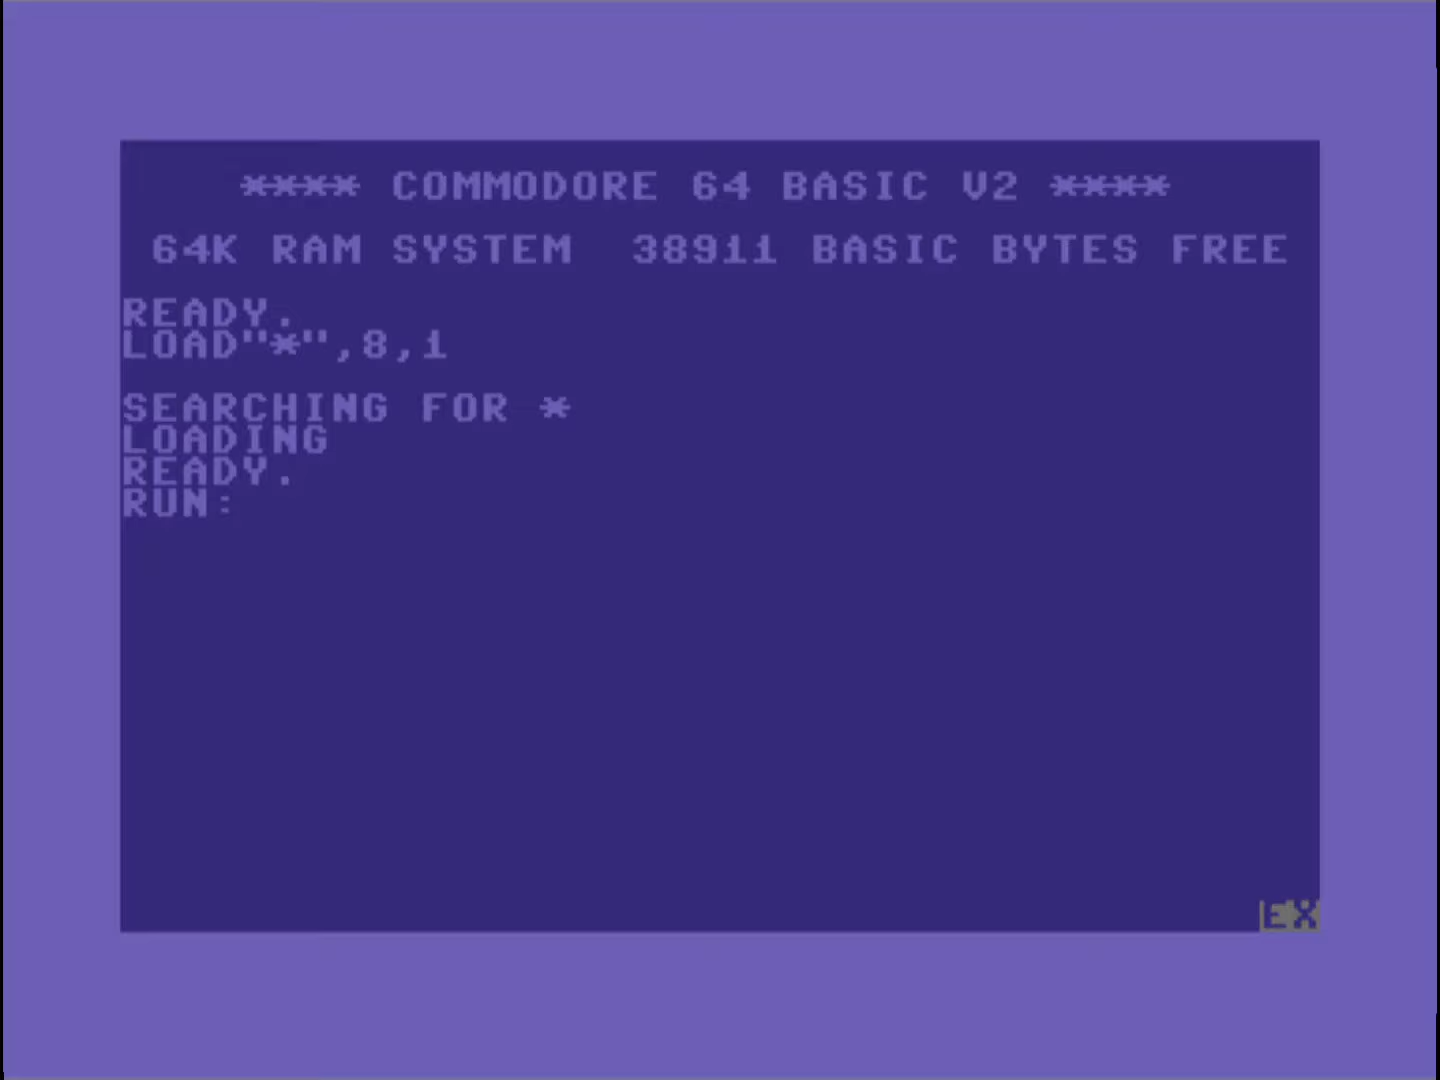 **** COMMODORE 64 BASIC V2 ****
64K RAM SYSTEM  38911 BASIC BYTES FREE
READY.
LOAD"*",8,1
SEARCHING FOR *
LOADING
READY.
RUN:
EX